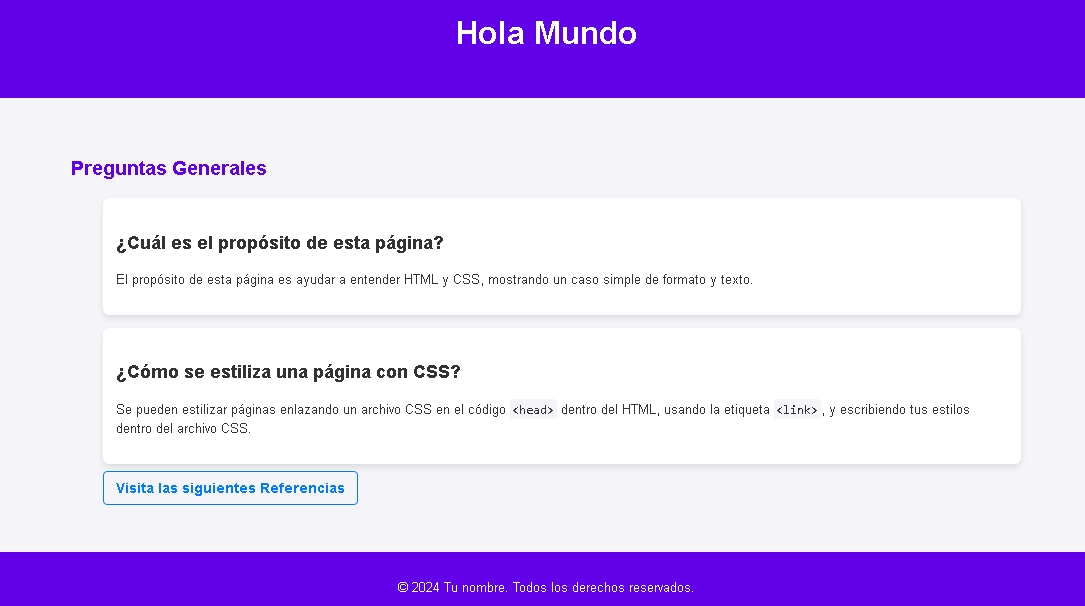 Hola Mundo
Preguntas Generales
¿Cuál es el propósito de esta página?
El propósito de esta página es ayudar a entender HTML y CSS, mostrando un caso simple de formato y texto.
¿Cómo se estiliza una página con CSS?
Se pueden estilizar páginas enlazando un archivo CSS en el código <head> dentro del HTML, usando la etiqueta <link>, y escribiendo tus estilos
dentro del archivo CSS.
Visita las siguientes Referencias
© 2024 Tu nombre. Todos los derechos reservados.